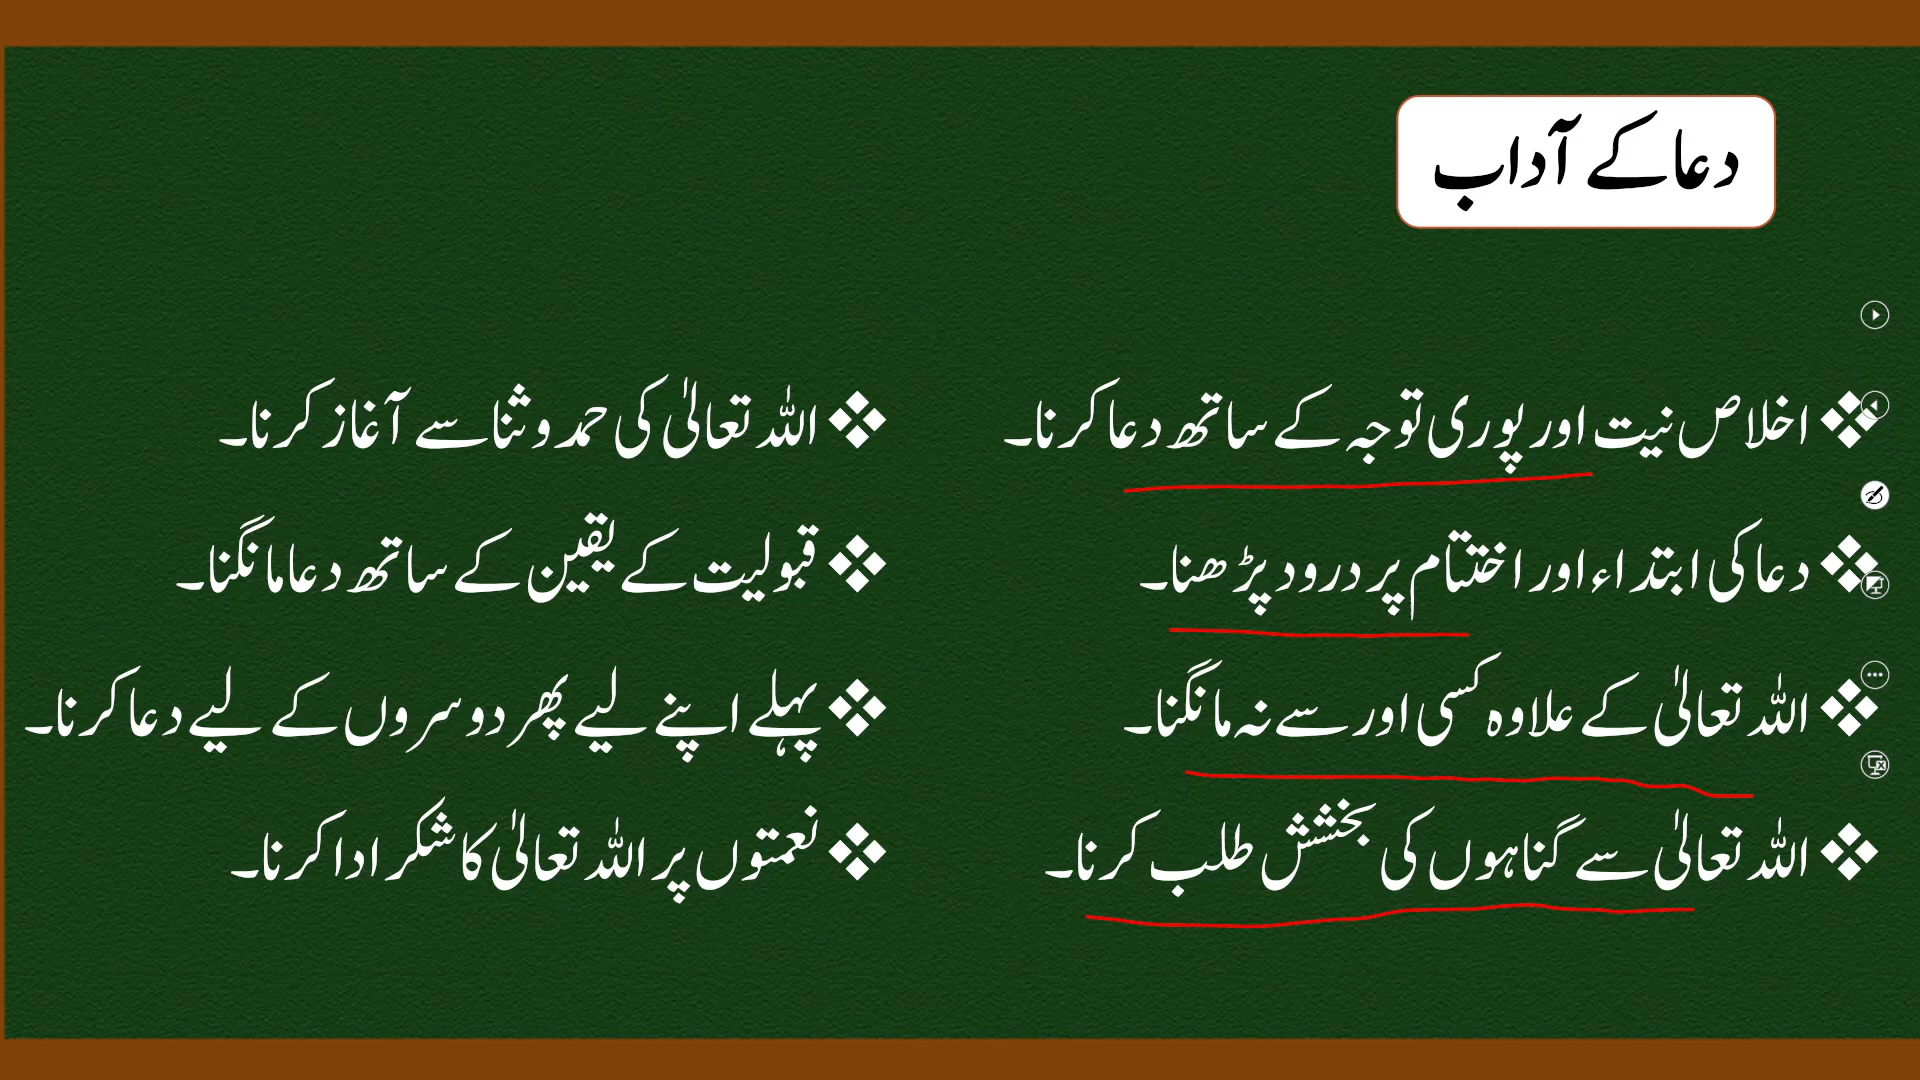 دعا کے آداب
اخلاص نیت اور پوری توجہ کے ساتھ دعا کرنا۔
دعا کی ابتداء اور اختتام پر درود پڑھنا۔
اللہ تعالیٰ کے علاوہ کسی اور سے نہ مانگنا۔
اللہ تعالیٰ سے گناہوں کی بخشش طلب کرنا۔
اللہ تعالیٰ کی حمد و ثنا سے آغاز کرنا۔
قبولیت کے یقین کے ساتھ دعا مانگنا۔
پہلے اپنے لیے پھر دوسروں کے لیے دعا کرنا۔
نعمتوں پر اللہ تعالیٰ کا شکر ادا کرنا۔